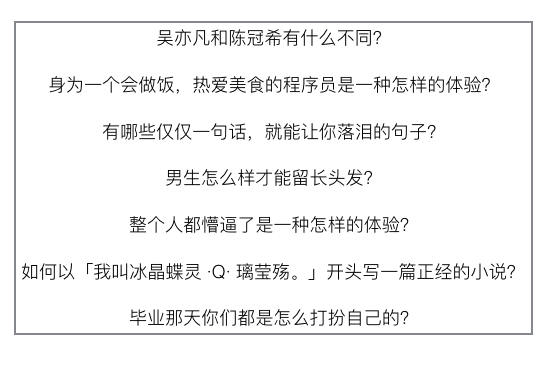 吴亦凡和陈冠希有什么不同？
身为一个会做饭，热爱美食的程序员是一种怎样的体验？
有哪些仅仅一句话，就能让你落泪的句子？
男生怎么样才能留长头发？
整个人都懵逼了是一种怎样的体验？
如何以「我叫冰晶蝶灵 ·Q· 璃莹殇。」开头写一篇正经的小说？
毕业那天你们都是怎么打扮自己的？